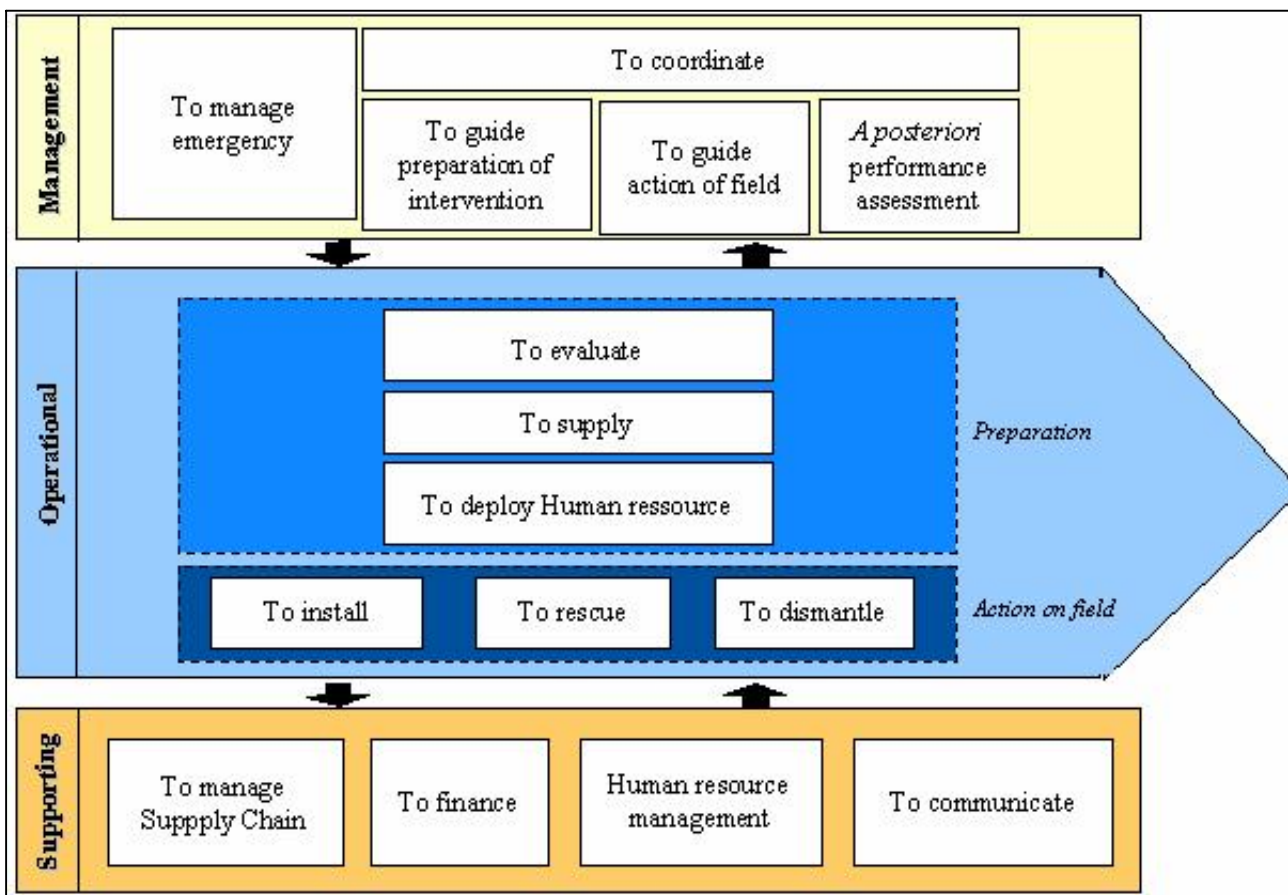 Management
To manage
emergency
To coordinate
To guide
preparation of
intervention
To guide
action of field
A posteriori
performance
assessment
Operational
To evaluate
To supply
To deploy Human ressource
Preparation
To install
To rescue
To dismantle
Action on field
Supporting
To manage
Suppply Chain
To finance
Human resource
management
To communicate